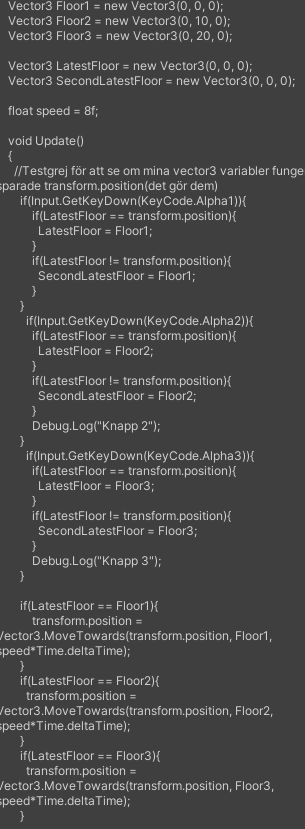 Vector3 Floor1 = new Vector3(0, 0, 0);
Vector3 Floor2 = new Vector3(0, 10, 0);
Vector3 Floor3 = new Vector3(0, 20, 0);
Vector3 LatestFloor = new Vector3(0, 0, 0);
Vector3 SecondLatestFloor = new Vector3(0, 0, 0);
float speed = 8f;
void Update()
{
//Testgrej för att se om mina vector3 variabler funge
sparade transform.position(det gör dem)
if(Input.GetKeyDown(KeyCode.Alpha1)){
if(LatestFloor == transform.position){
LatestFloor = Floor1;
}
if(LatestFloor != transform.position){
SecondLatestFloor = Floor1;
}
}
if(Input.GetKeyDown(KeyCode.Alpha2)){
if(LatestFloor == transform.position){
LatestFloor = Floor2;
}
if(LatestFloor != transform.position){
SecondLatestFloor = Floor2;
}
Debug.Log("Knapp 2");
}
if(Input.GetKeyDown(KeyCode.Alpha3)){
if(LatestFloor == transform.position){
LatestFloor = Floor3;
}
if(LatestFloor != transform.position){
SecondLatestFloor = Floor3;
}
Debug.Log("Knapp 3");
}
if(LatestFloor == Floor1){
transform.position =
Vector3.MoveTowards(transform.position, Floor1,
speed*Time.deltaTime);
}
if(LatestFloor == Floor2){
transform.position =
Vector3.MoveTowards(transform.position, Floor2,
speed*Time.deltaTime);
}
if(LatestFloor == Floor3){
transform.position =
Vector3.MoveTowards(transform.position, Floor3,
speed*Time.deltaTime);
}